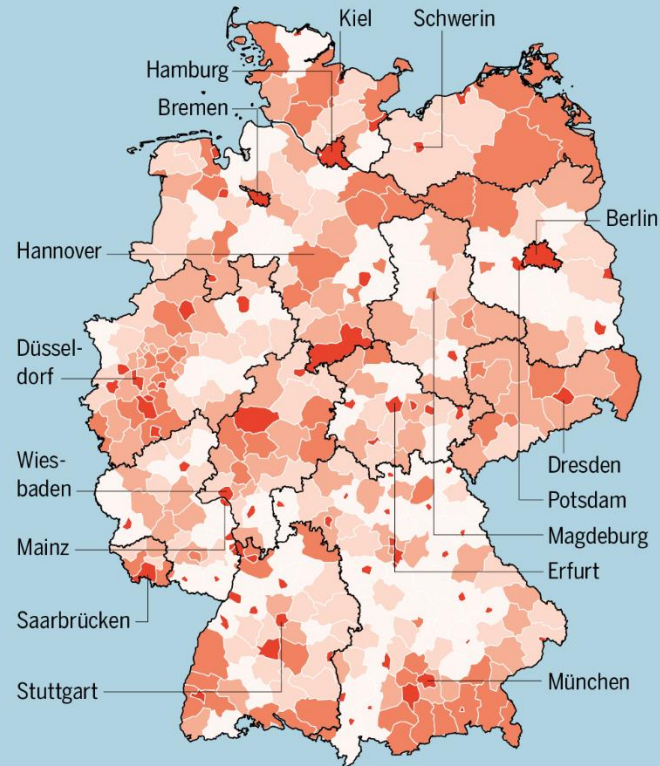 Kiel
Schwerin
Hamburg
Bremen
Berlin
Hannover
Düssel-
dorf
Wies-
baden
Dresden
Potsdam
Mainz
Magdeburg
Erfurt
Saarbrücken
Stuttgart
München